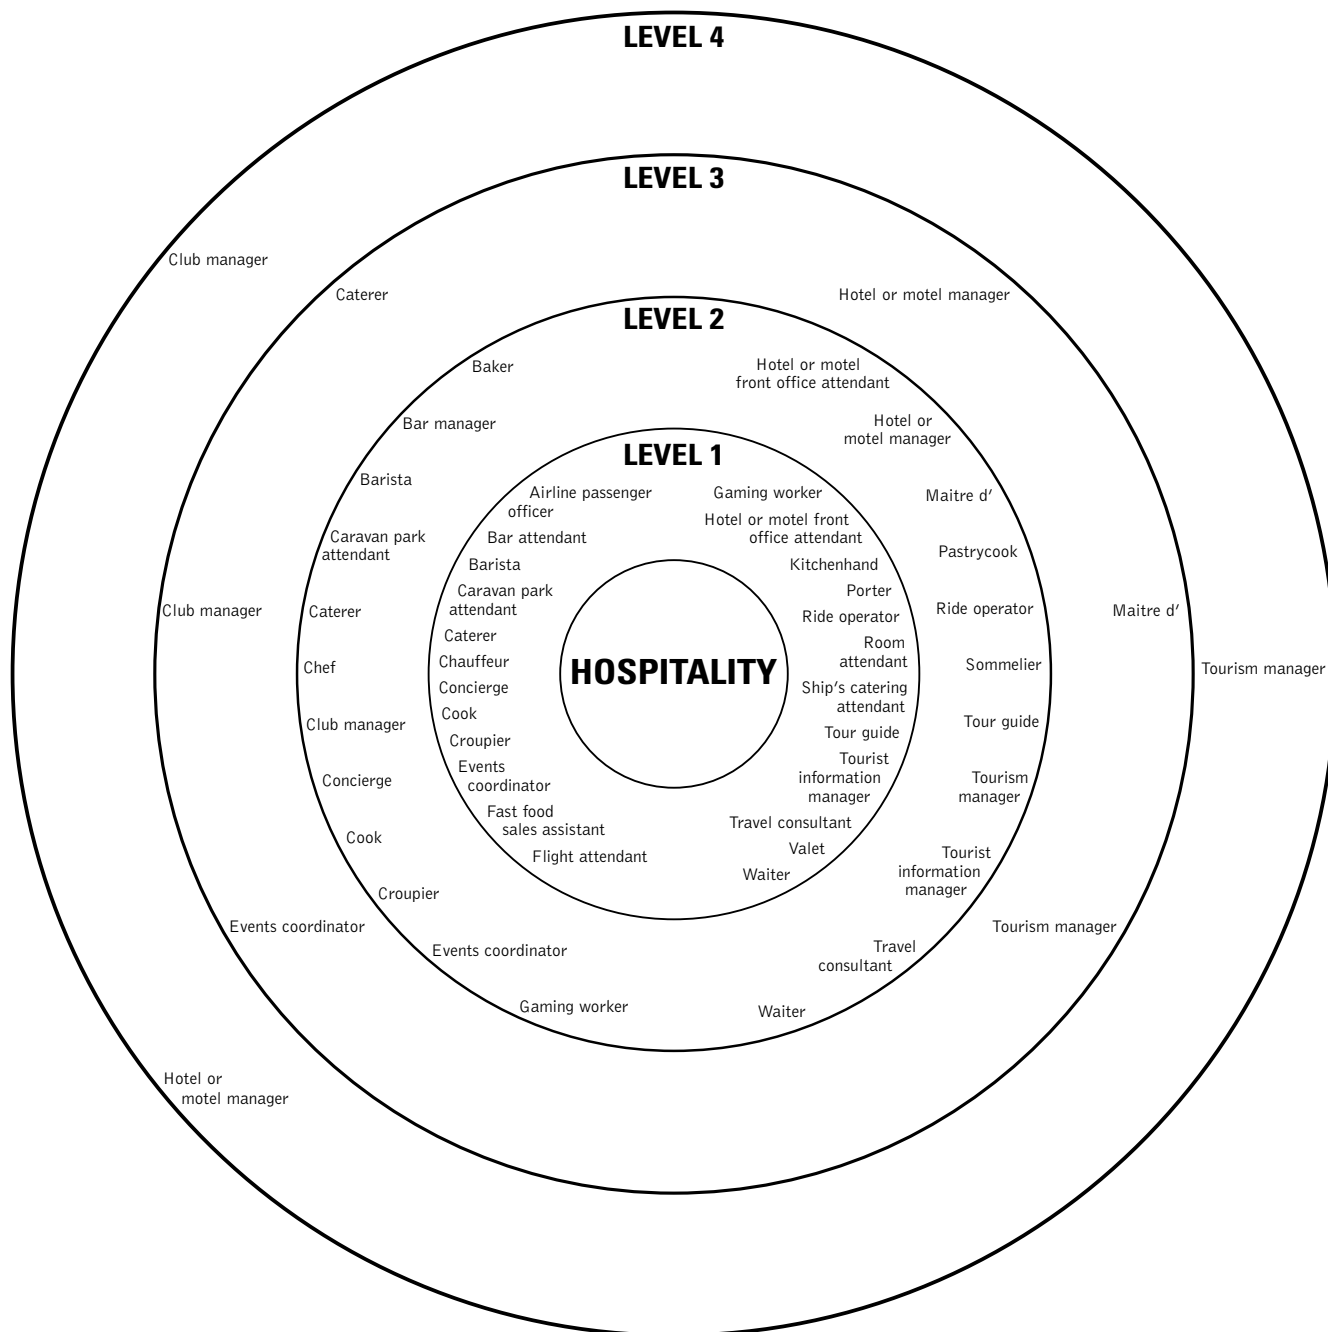 LEVEL 4
Club manager
Hotel or
motel manager
Tourism manager
LEVEL 3
Caterer
Club manager
Events coordinator
Hotel or motel manager
Maitre d’
Tourism manager
LEVEL 2
Baker
Bar manager
Barista
Caravan park
attendant
Caterer
Chef
Club manager
Concierge
Cook
Croupier
Events coordinator
Gaming worker
Hotel or motel
front office attendant
Hotel or
motel manager
Maitre d’
Pastrycook
Ride operator
Sommelier
Tour guide
Tourism
manager
Tourist
information
manager
Travel
consultant
Waiter
LEVEL 1
Airline passenger
officer
Bar attendant
Barista
Caravan park
attendant
Caterer
Chauffeur
Concierge
Cook
Croupier
Events
coordinator
Fast food
sales assistant
Flight attendant
Gaming worker
Hotel or motel front
office attendant
Kitchenhand
Porter
Ride operator
Room
attendant
Ship’s catering
attendant
Tour guide
Tourist
information
manager
Travel consultant
Valet
Waiter
HOSPITALITY